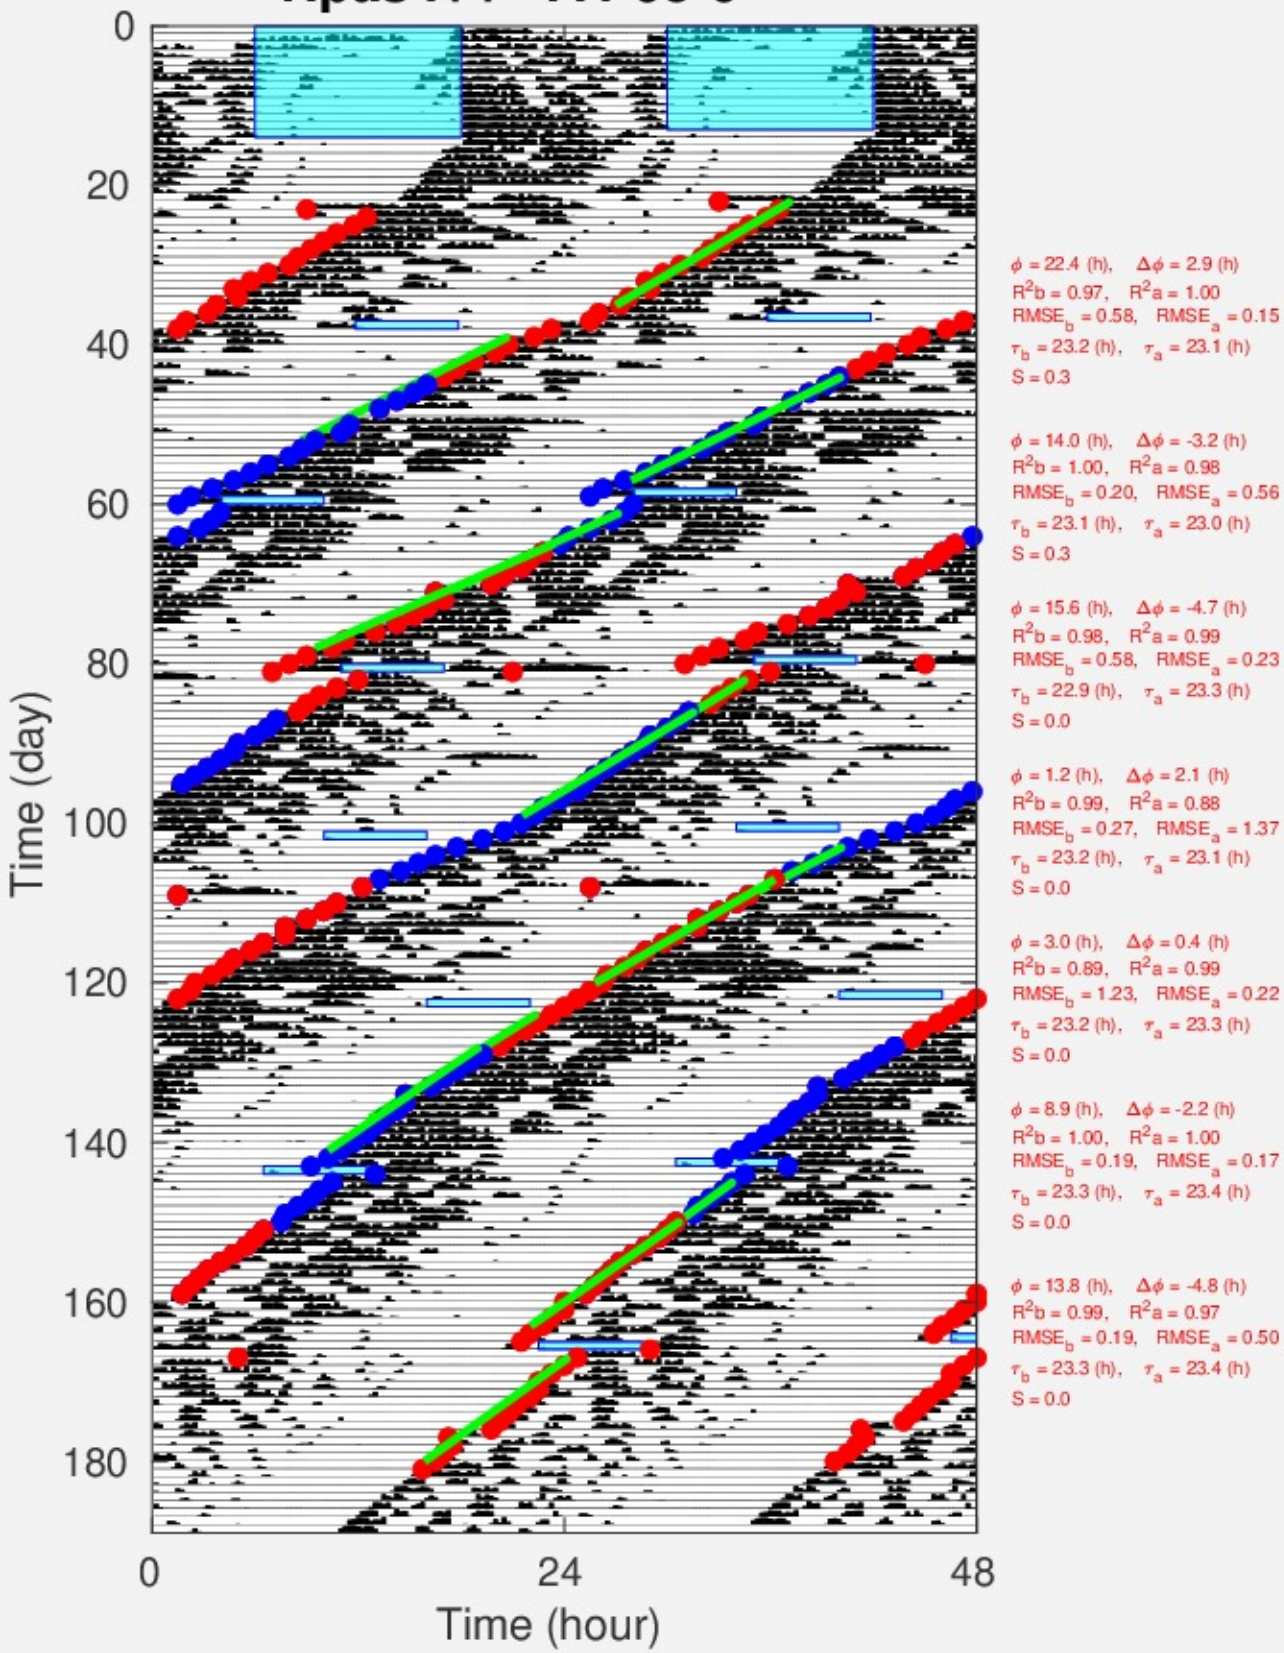 0
20
40
60
80
100
120
140
160
180
Time (day)
0 24 48
Time (hour)
ϕ = 22.4 (h), Δϕ = 2.9 (h)
R²b = 0.97, R²a = 1.00
RMSE_b = 0.58, RMSE_a = 0.15
τ_b = 23.2 (h), τ_a = 23.1 (h)
S = 0.3
ϕ = 14.0 (h), Δϕ = -3.2 (h)
R²b = 1.00, R²a = 0.98
RMSE_b = 0.20, RMSE_a = 0.56
τ_b = 23.1 (h), τ_a = 23.0 (h)
S = 0.3
ϕ = 15.6 (h), Δϕ = -4.7 (h)
R²b = 0.98, R²a = 0.99
RMSE_b = 0.58, RMSE_a = 0.23
τ_b = 22.9 (h), τ_a = 23.3 (h)
S = 0.0
ϕ = 1.2 (h), Δϕ = 2.1 (h)
R²b = 0.99, R²a = 0.88
RMSE_b = 0.27, RMSE_a = 1.37
τ_b = 23.2 (h), τ_a = 23.1 (h)
S = 0.0
ϕ = 3.0 (h), Δϕ = 0.4 (h)
R²b = 0.89, R²a = 0.99
RMSE_b = 1.23, RMSE_a = 0.22
τ_b = 23.2 (h), τ_a = 23.3 (h)
S = 0.0
ϕ = 8.9 (h), Δϕ = -2.2 (h)
R²b = 1.00, R²a = 1.00
RMSE_b = 0.19, RMSE_a = 0.17
τ_b = 23.3 (h), τ_a = 23.4 (h)
S = 0.0
ϕ = 13.8 (h), Δϕ = -4.8 (h)
R²b = 0.99, R²a = 0.97
RMSE_b = 0.19, RMSE_a = 0.50
τ_b = 23.3 (h), τ_a = 23.4 (h)
S = 0.0